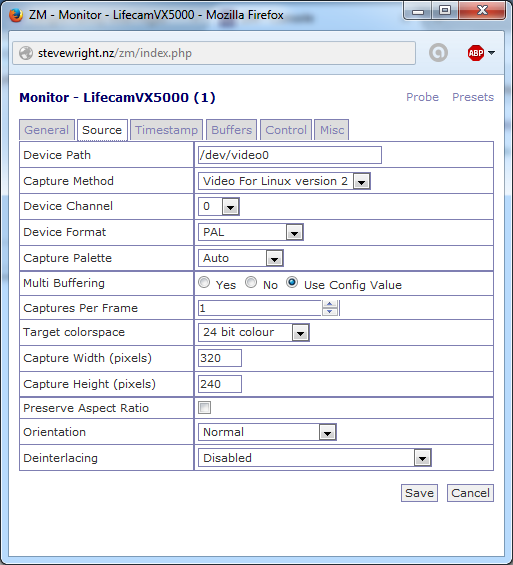 ZM - Monitor - LifecamVX5000 - Mozilla Firefox
stevewright.nz/zm/index.php
ABP
Monitor - LifecamVX5000 (1)
Probe Presets
General Source Timestamp Buffers Control Misc
Device Path /dev/video0
Capture Method Video For Linux version 2
Device Channel 0
Device Format PAL
Capture Palette Auto
Multi Buffering Yes No Use Config Value
Captures Per Frame 1
Target colorspace 24 bit colour
Capture Width (pixels) 320
Capture Height (pixels) 240
Preserve Aspect Ratio
Orientation Normal
Deinterlacing Disabled
Save Cancel